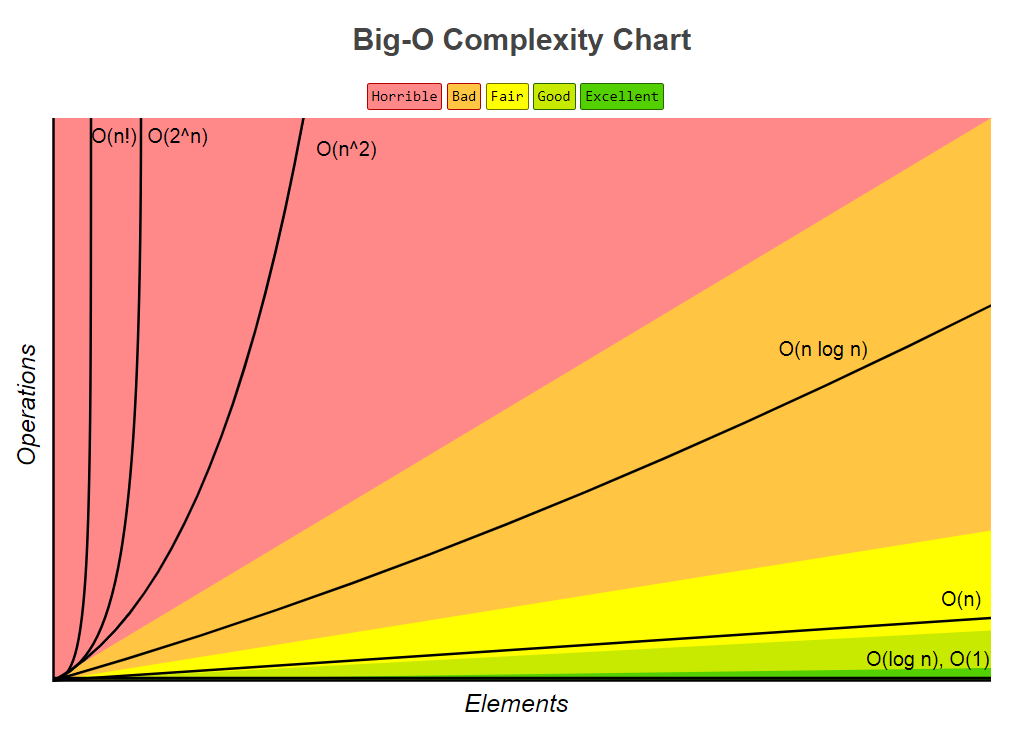 Big-O Complexity Chart
Horrible Bad Fair Good Excellent
O(n!) O(2^n)
O(n^2)
O(n log n)
Operations
O(n)
O(log n), O(1)
Elements